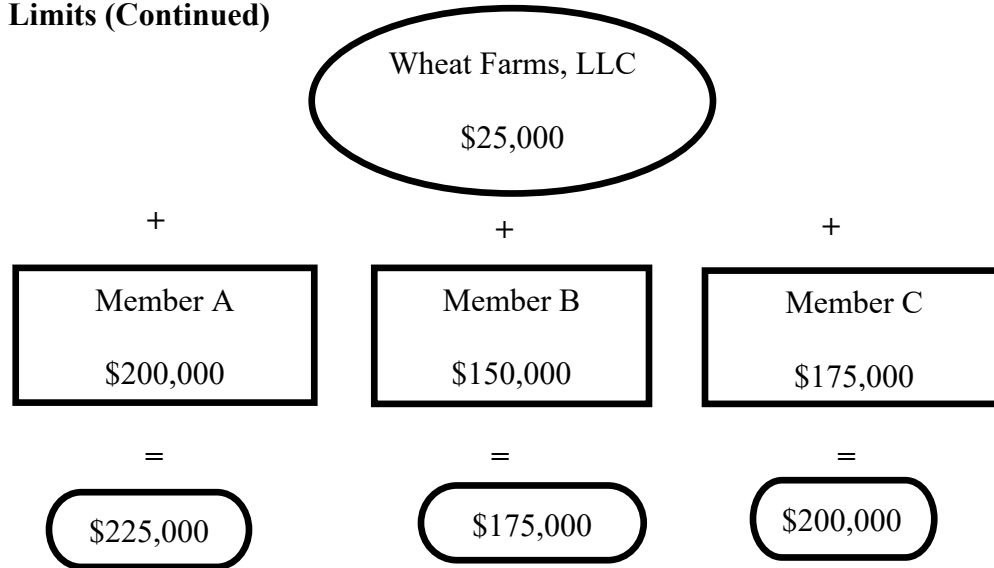 Limits (Continued)
Wheat Farms, LLC
$25,000
+ + +
Member A Member B Member C
$200,000 $150,000 $175,000
= = =
$225,000 $175,000 $200,000